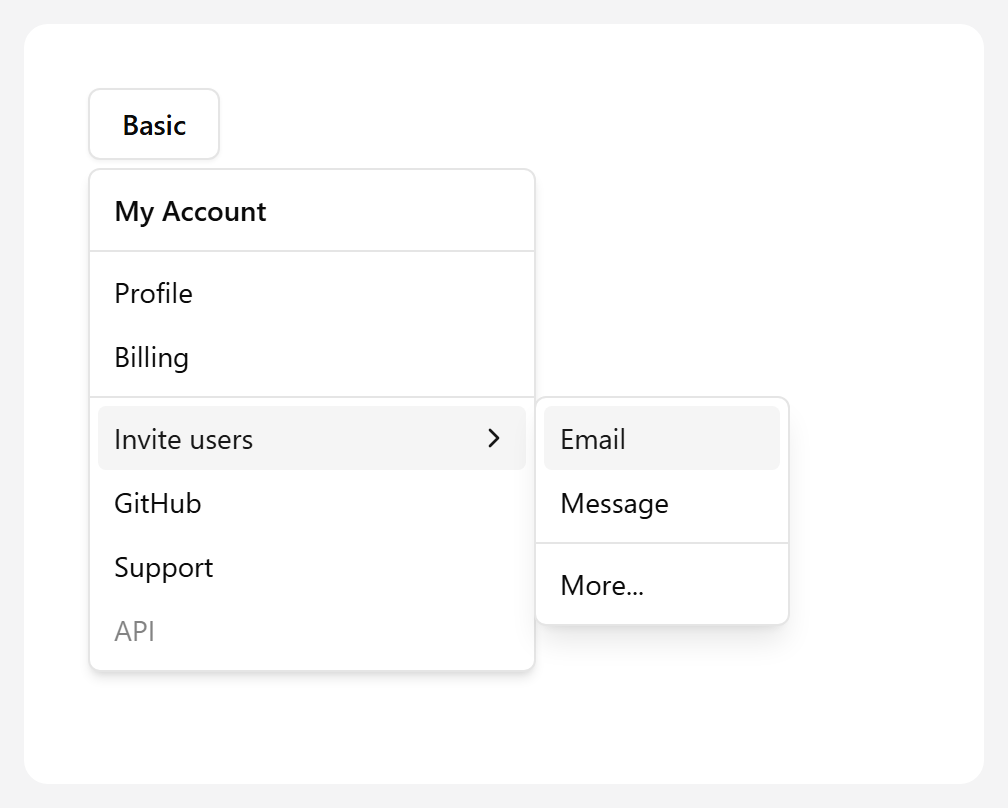 Basic
My Account
Profile
Billing
Invite users
Email
Message
More...
GitHub
Support
API